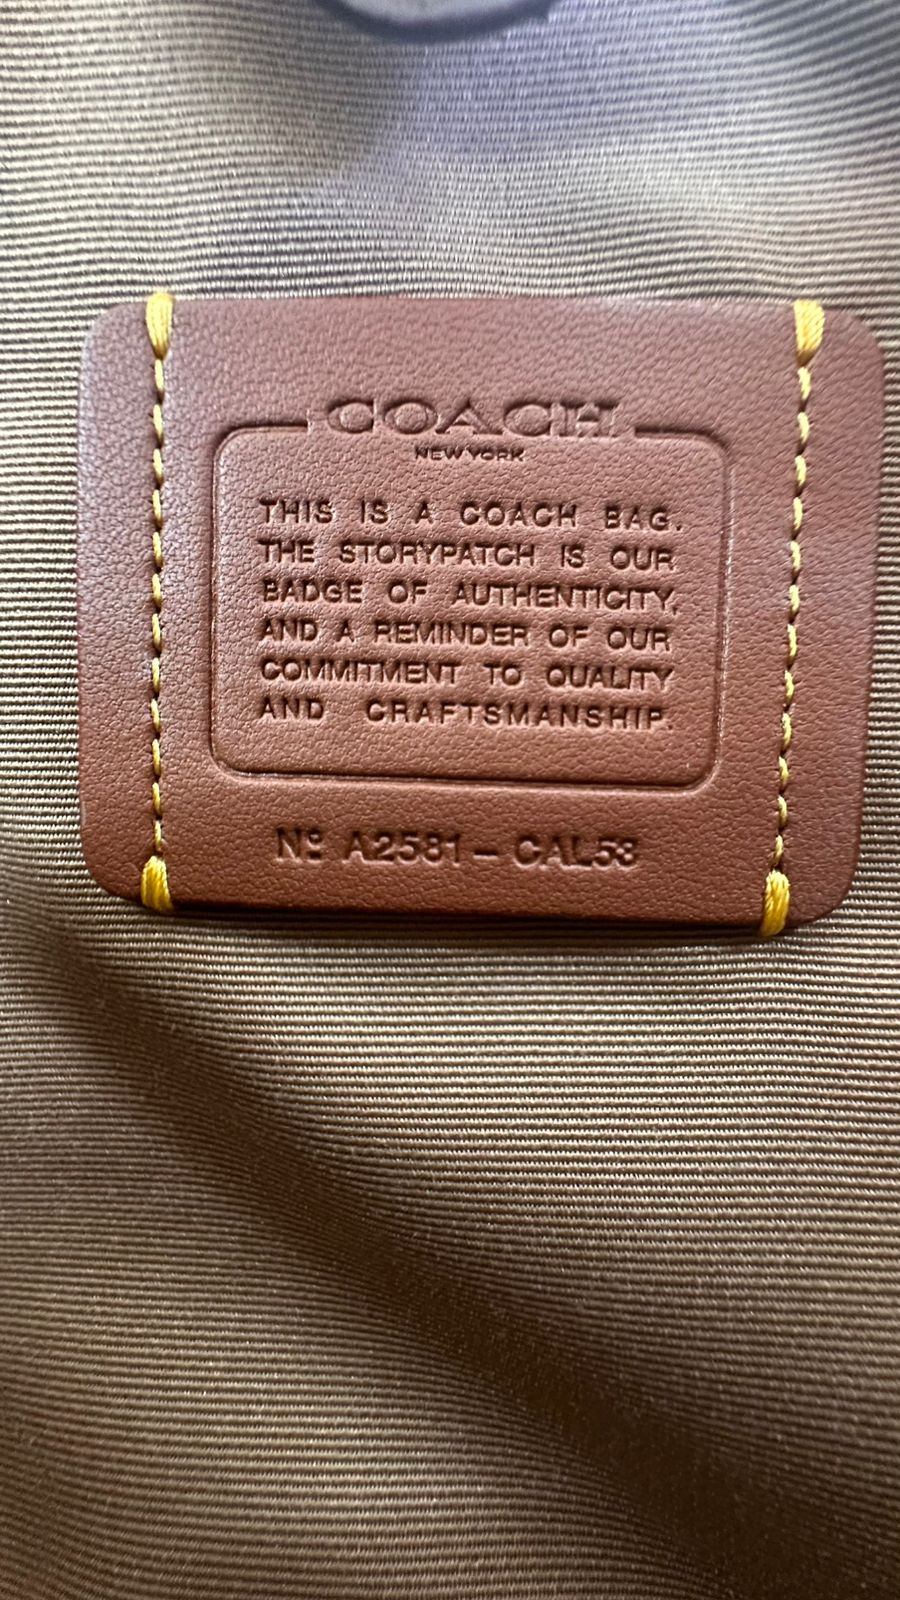 COACH
NEW YORK
THIS IS A COACH BAG.
THE STORYPATCH IS OUR
BADGE OF AUTHENTICITY,
AND A REMINDER OF OUR
COMMITMENT TO QUALITY
AND CRAFTSMANSHIP.
Nº A2581 – CAL58